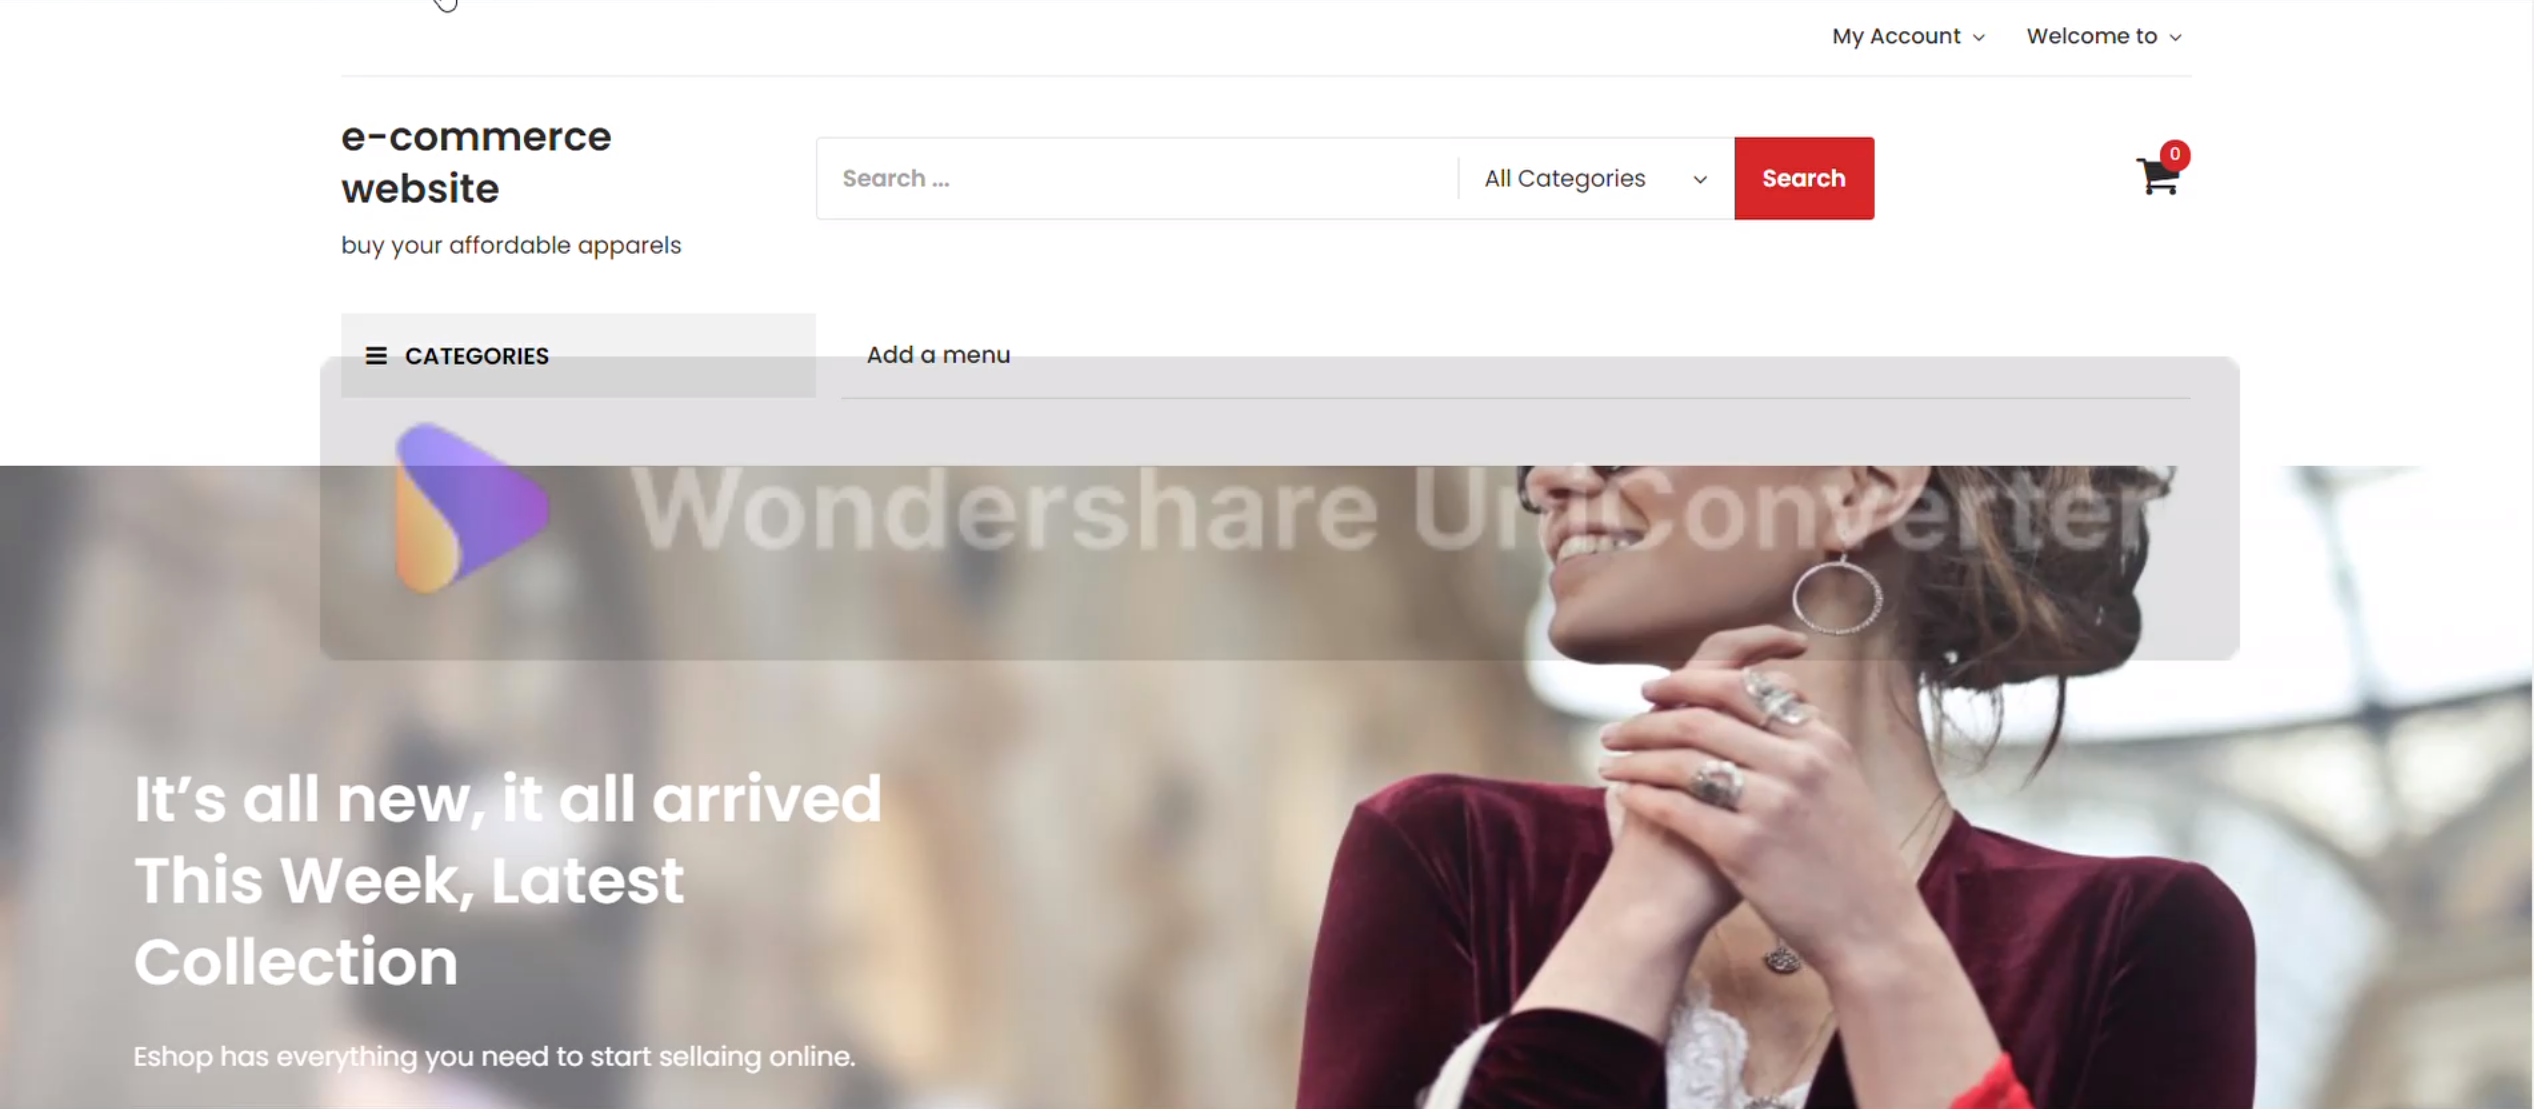 My Account
Welcome to
e-commerce
website
buy your affordable apparels
Search ...
All Categories
Search
0
CATEGORIES
Add a menu
Wondershare UniConverter
It's all new, it all arrived
This Week, Latest
Collection
Eshop has everything you need to start sellaing online.